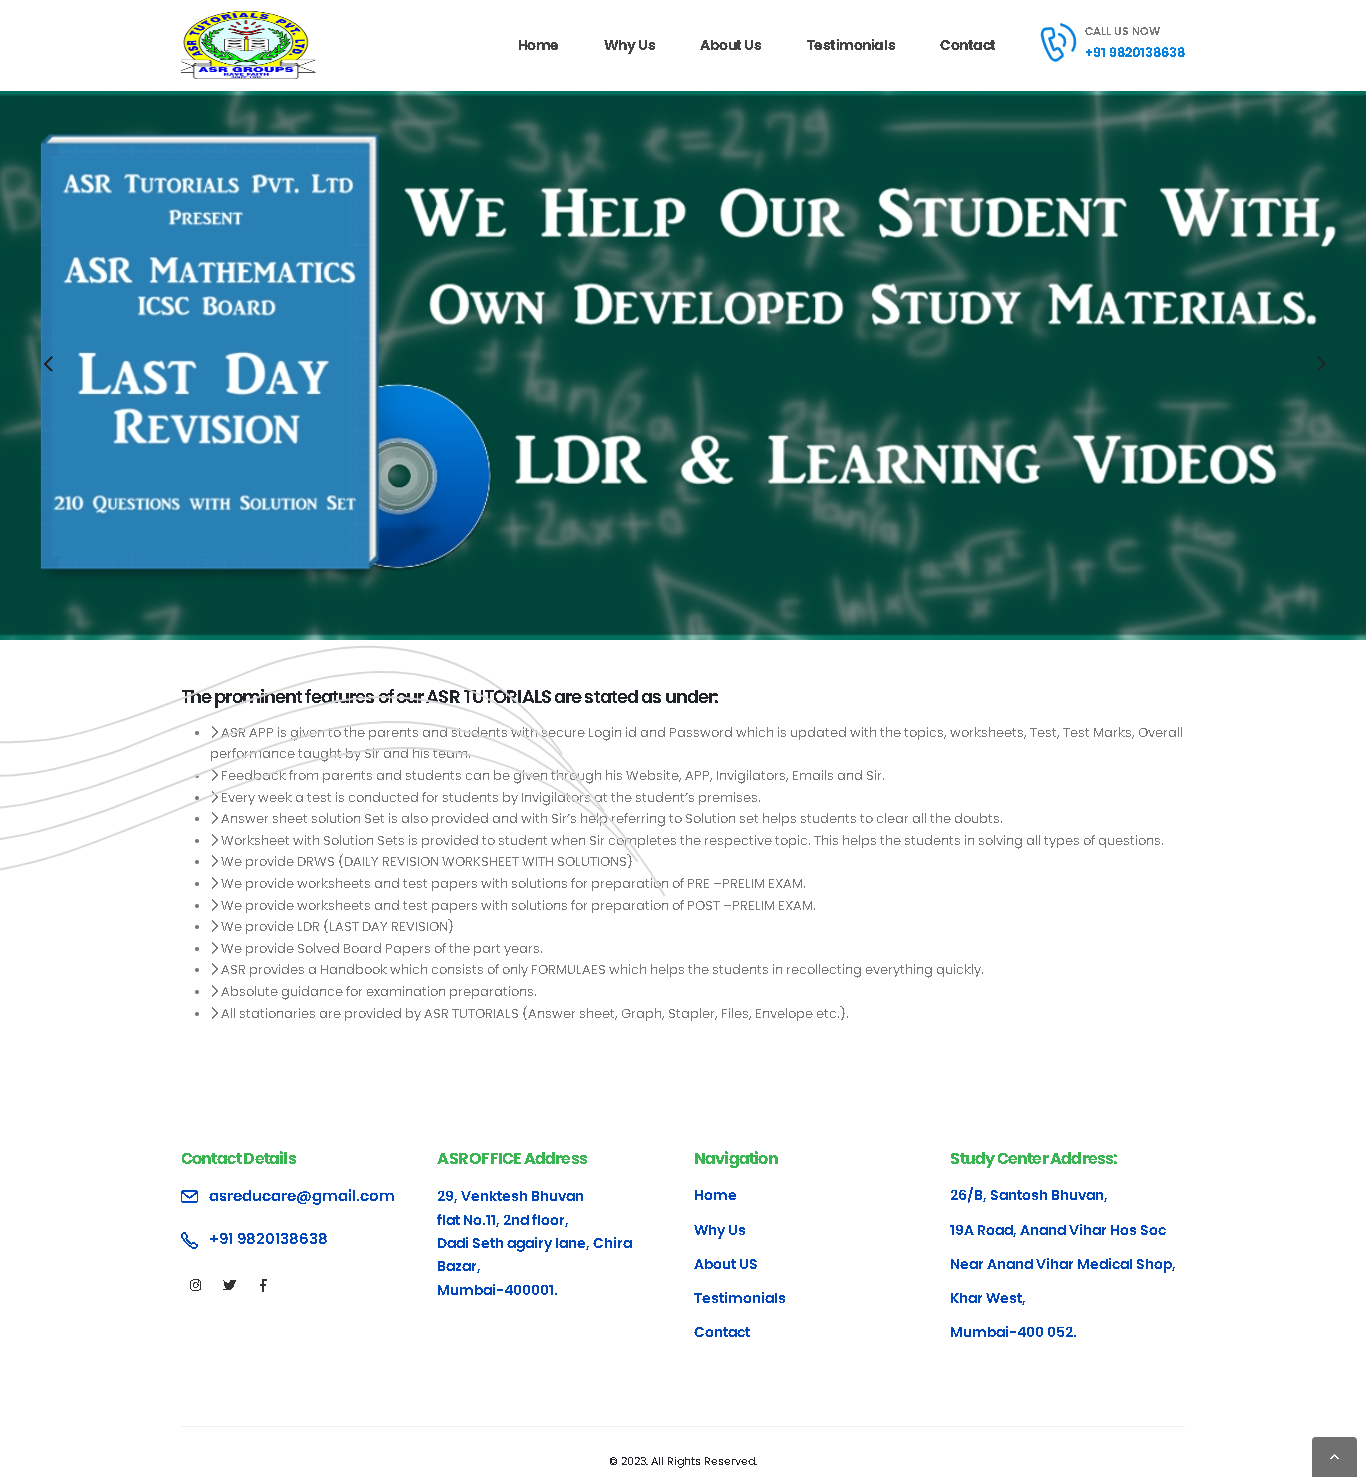 ASR TUTORIALS PVT. LTD
ASR GROUPS
HAVE FAITH
Home
Why Us
About Us
Testimonials
Contact
CALL US NOW
+91 9820138638
ASR Tutorials Pvt. Ltd
Present
ASR Mathematics
ICSC Board
Last Day
Revision
210 Questions with Solution Set
We Help Our Student With,
Own Developed Study Materials.
LDR & Learning Videos
The prominent features of our ASR TUTORIALS are stated as under:
ASR APP is given to the parents and students with secure Login id and Password which is updated with the topics, worksheets, Test, Test Marks, Overall
performance taught by Sir and his team.
Feedback from parents and students can be given through his Website, APP, Invigilators, Emails and Sir.
Every week a test is conducted for students by Invigilators at the student's premises.
Answer sheet solution Set is also provided and with Sir's help referring to Solution set helps students to clear all the doubts.
Worksheet with Solution Sets is provided to student when Sir completes the respective topic. This helps the students in solving all types of questions.
We provide DRWS {DAILY REVISION WORKSHEET WITH SOLUTIONS}
We provide worksheets and test papers with solutions for preparation of PRE –PRELIM EXAM.
We provide worksheets and test papers with solutions for preparation of POST –PRELIM EXAM.
We provide LDR {LAST DAY REVISION}
We provide Solved Board Papers of the part years.
ASR provides a Handbook which consists of only FORMULAES which helps the students in recollecting everything quickly.
Absolute guidance for examination preparations.
All stationaries are provided by ASR TUTORIALS {Answer sheet, Graph, Stapler, Files, Envelope etc.}.
Contact Details
asreducare@gmail.com
+91 9820138638
ASROFFICE Address
29, Venktesh Bhuvan
flat No.11, 2nd floor,
Dadi Seth agairy lane, Chira
Bazar,
Mumbai-400001.
Navigation
Home
Why Us
About US
Testimonials
Contact
Study Center Address:
26/B, Santosh Bhuvan,
19A Road, Anand Vihar Hos Soc
Near Anand Vihar Medical Shop,
Khar West,
Mumbai-400 052.
© 2023. All Rights Reserved.